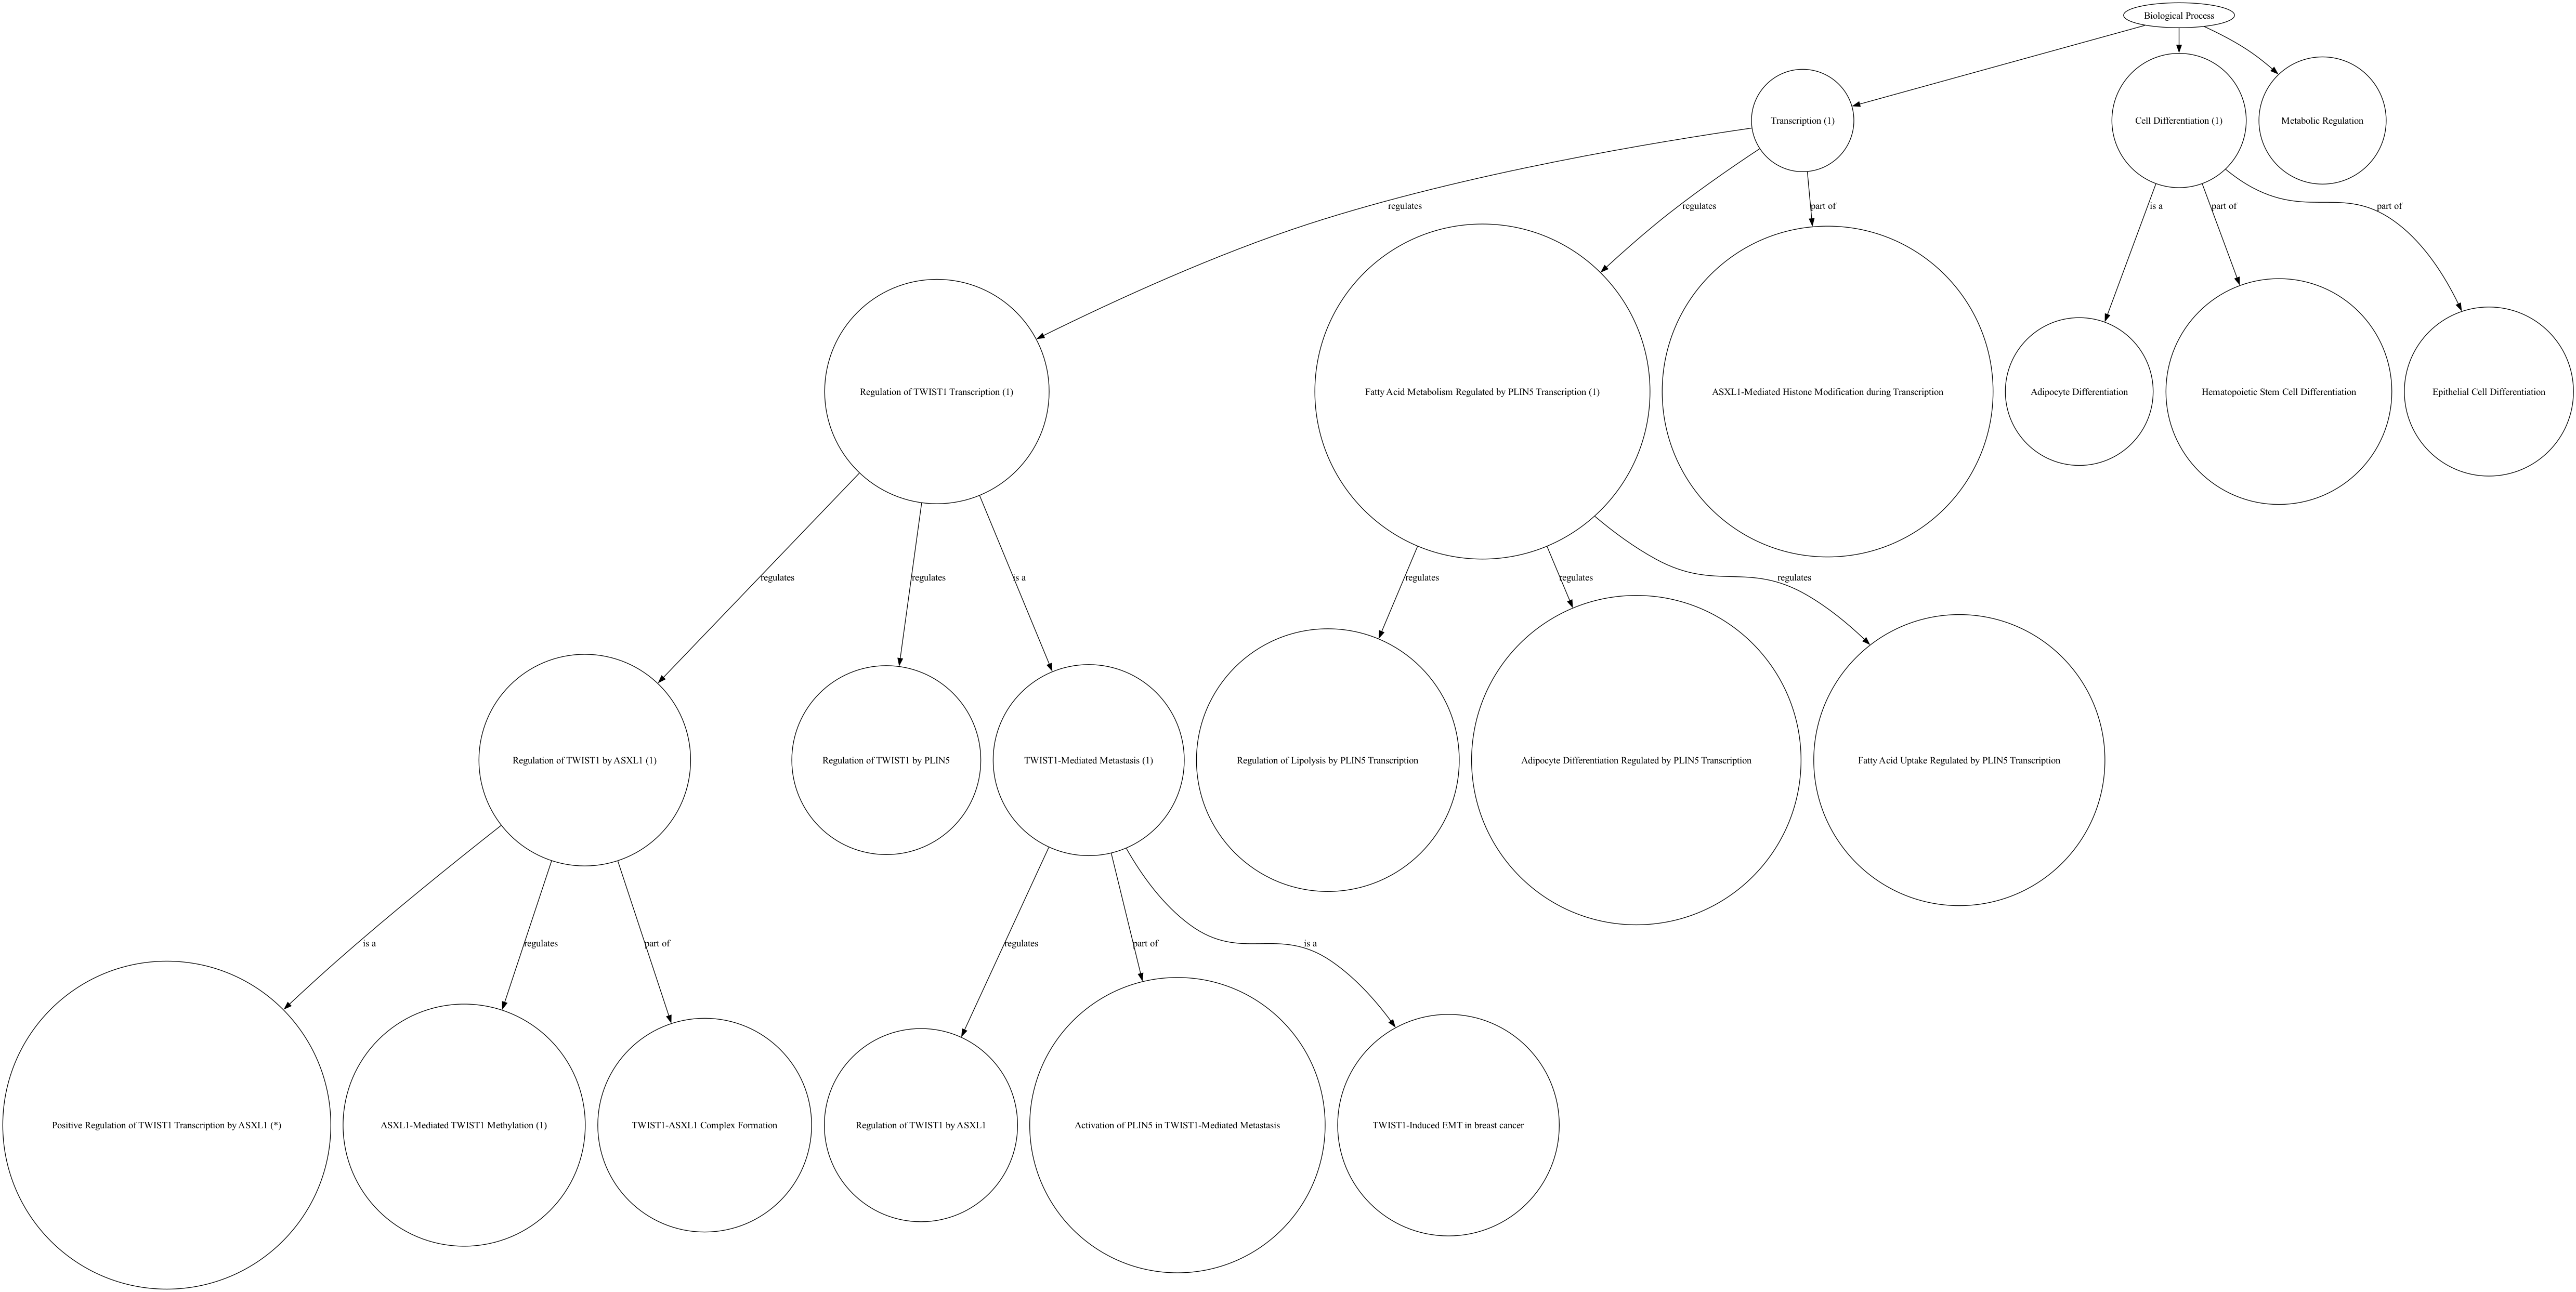 Biological Process
Transcription (1)
Cell Differentiation (1)
Metabolic Regulation
regulates
regulates
part of
is a
part of
part of
Regulation of TWIST1 Transcription (1)
Fatty Acid Metabolism Regulated by PLIN5 Transcription (1)
ASXL1-Mediated Histone Modification during Transcription
Adipocyte Differentiation
Hematopoietic Stem Cell Differentiation
Epithelial Cell Differentiation
regulates
regulates
is a
regulates
regulates
regulates
Regulation of TWIST1 by ASXL1 (1)
Regulation of TWIST1 by PLIN5
TWIST1-Mediated Metastasis (1)
Regulation of Lipolysis by PLIN5 Transcription
Adipocyte Differentiation Regulated by PLIN5 Transcription
Fatty Acid Uptake Regulated by PLIN5 Transcription
is a
regulates
part of
regulates
part of
is a
Positive Regulation of TWIST1 Transcription by ASXL1 (*)
ASXL1-Mediated TWIST1 Methylation (1)
TWIST1-ASXL1 Complex Formation
Regulation of TWIST1 by ASXL1
Activation of PLIN5 in TWIST1-Mediated Metastasis
TWIST1-Induced EMT in breast cancer